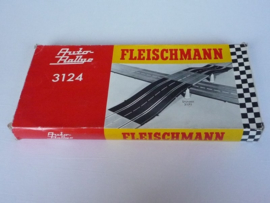 Auto-
Rallye
3124
FLEISCHMANN
Auto-
Rallye
FLEISCHMANN